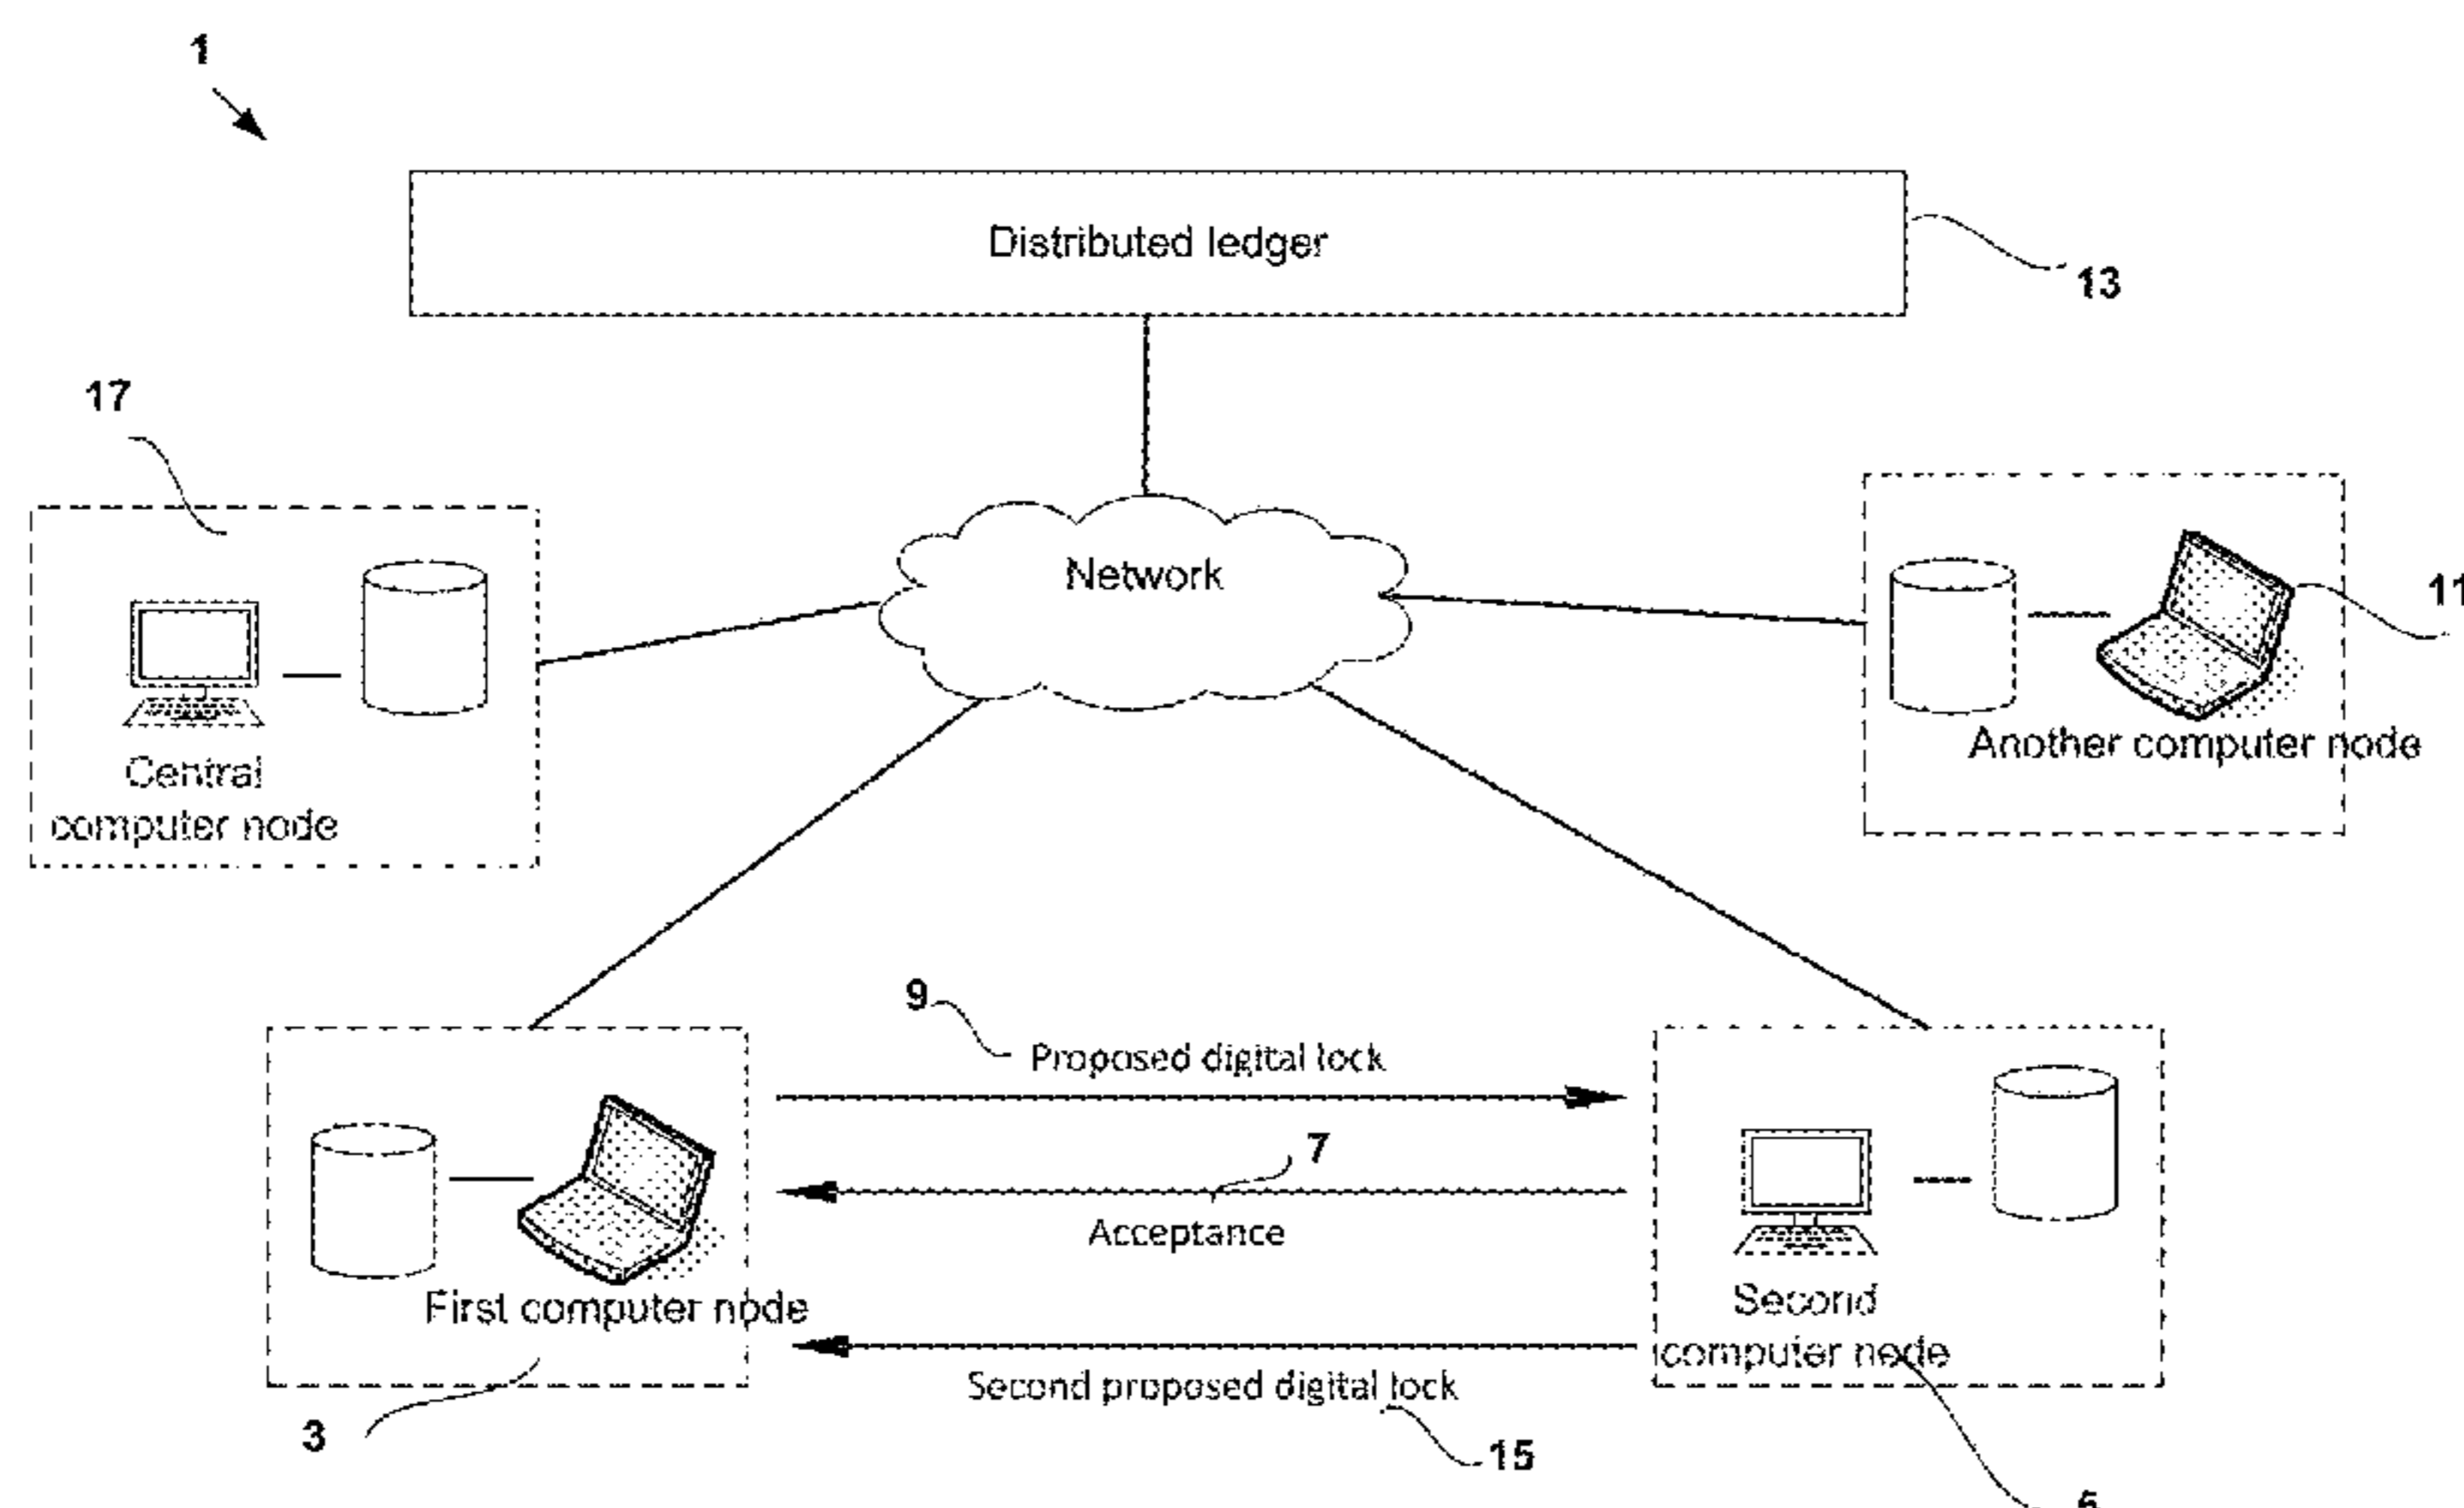 1
Distributed ledger
13
17
Network
11
Central
computer node
Another computer node
9
Proposed digital lock
7
Acceptance
First computer node
Second
computer node
Second proposed digital lock
3
15